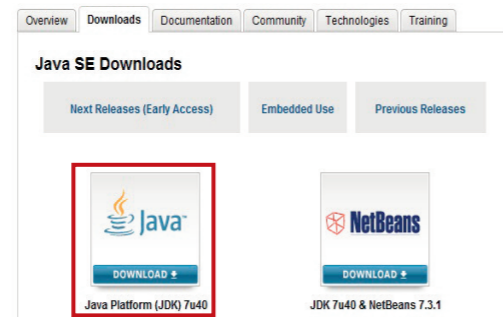 Overview Downloads Documentation Community Technologies Training
Java SE Downloads
Next Releases (Early Access) Embedded Use Previous Releases
Java™ NetBeans
DOWNLOAD DOWNLOAD
Java Platform (JDK) 7u40 JDK 7u40 & NetBeans 7.3.1